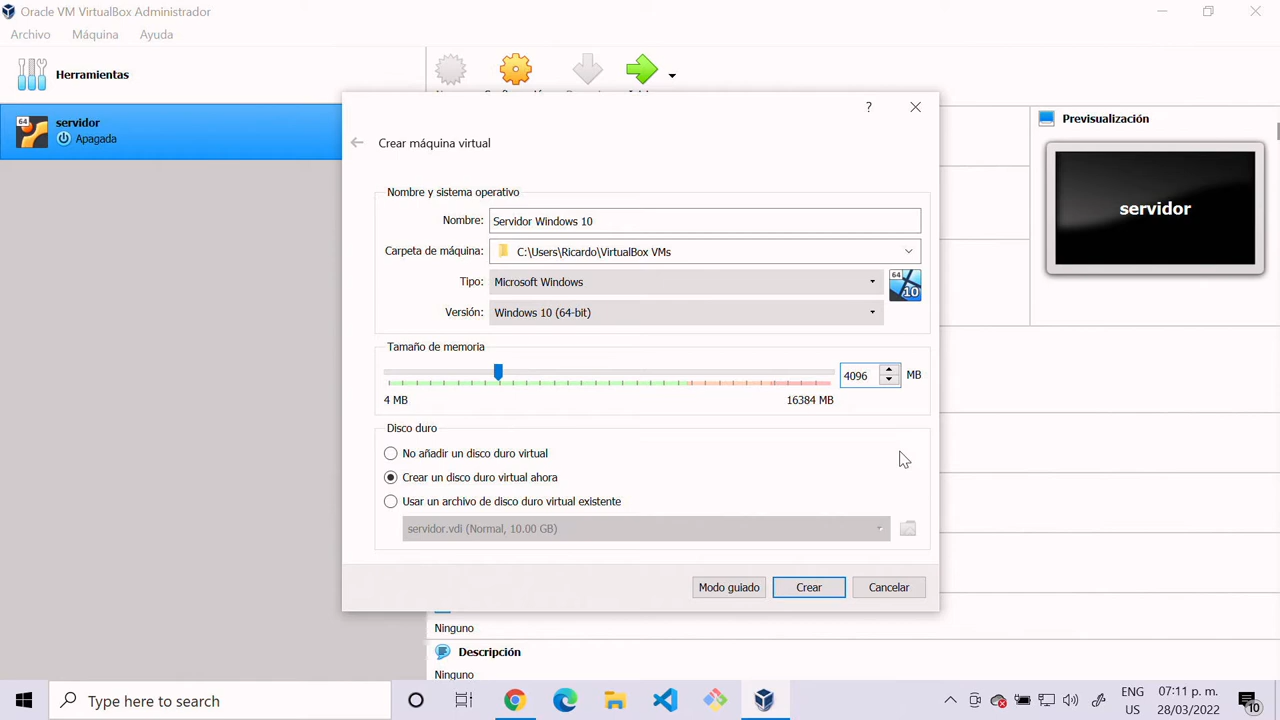 Oracle VM VirtualBox Administrador
Archivo Máquina Ayuda
Herramientas
servidor
Apagada
64
Previsualización
servidor
?
Crear máquina virtual
Nombre y sistema operativo
Nombre: Servidor Windows 10
Carpeta de máquina: C:\Users\Ricardo\VirtualBox VMs
Tipo: Microsoft Windows
64
10
Versión: Windows 10 (64-bit)
Tamaño de memoria
4096 MB
4 MB 16384 MB
Disco duro
No añadir un disco duro virtual
Crear un disco duro virtual ahora
Usar un archivo de disco duro virtual existente
servidor.vdi (Normal, 10.00 GB)
Modo guiado Crear Cancelar
Ninguno
Descripción
Ninguno
Type here to search
ENG
US
07:11 p. m.
28/03/2022
10